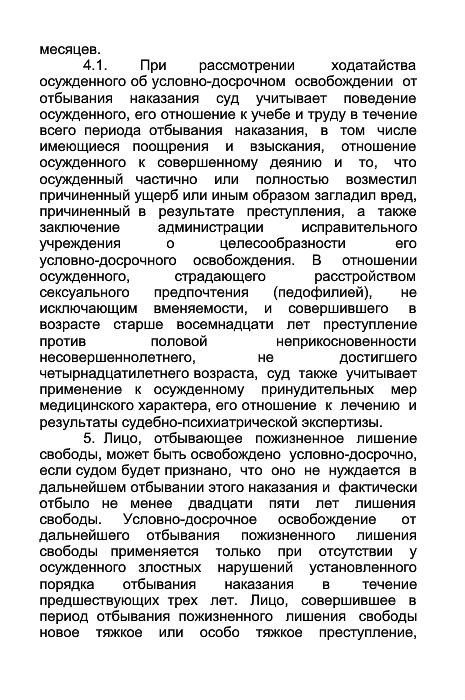 месяцев.
4.1. При рассмотрении ходатайства
осужденного об условно-досрочном освобождении от
отбывания наказания суд учитывает поведение
осужденного, его отношение к учебе и труду в течение
всего периода отбывания наказания, в том числе
имеющиеся поощрения и взыскания, отношение
осужденного к совершенному деянию и то, что
осужденный частично или полностью возместил
причиненный ущерб или иным образом загладил вред,
причиненный в результате преступления, а также
заключение администрации исправительного
учреждения о целесообразности его
условно-досрочного освобождения. В отношении
осужденного, страдающего расстройством
сексуального предпочтения (педофилией), не
исключающим вменяемости, и совершившего в
возрасте старше восемнадцати лет преступление
против половой неприкосновенности
несовершеннолетнего, не достигшего
четырнадцатилетнего возраста, суд также учитывает
применение к осужденному принудительных мер
медицинского характера, его отношение к лечению и
результаты судебно-психиатрической экспертизы.
5. Лицо, отбывающее пожизненное лишение
свободы, может быть освобождено условно-досрочно,
если судом будет признано, что оно не нуждается в
дальнейшем отбывании этого наказания и фактически
отбыло не менее двадцати пяти лет лишения
свободы. Условно-досрочное освобождение от
дальнейшего отбывания пожизненного лишения
свободы применяется только при отсутствии у
осужденного злостных нарушений установленного
порядка отбывания наказания в течение
предшествующих трех лет. Лицо, совершившее в
период отбывания пожизненного лишения свободы
новое тяжкое или особо тяжкое преступление,